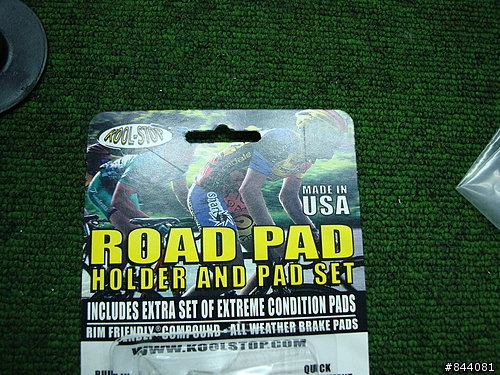 KOOL-STOP
MADE IN
USA
ROAD PAD
HOLDER AND PAD SET
INCLUDES EXTRA SET OF EXTREME CONDITION PADS
RIM FRIENDLY® COMPOUND - ALL WEATHER BRAKE PADS
WWW.KOOLSTOP.COM
QUICK
#844081